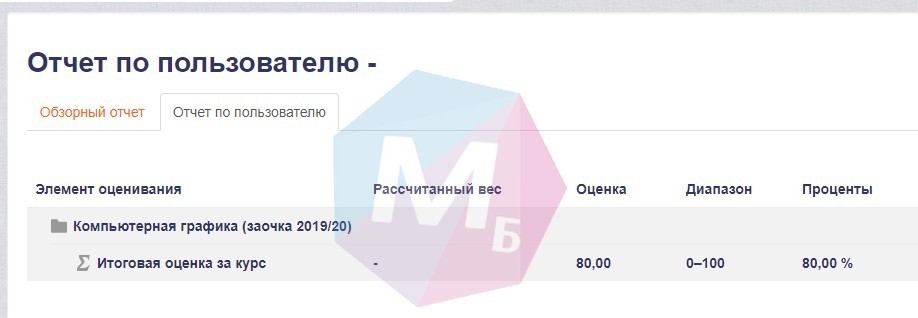 Отчет по пользователю -
Обзорный отчет Отчет по пользователю
Элемент оценивания Рассчитанный вес Оценка Диапазон Проценты
Компьютерная графика (заочка 2019/20)
Σ Итоговая оценка за курс - 80,00 0–100 80,00 %
МБ